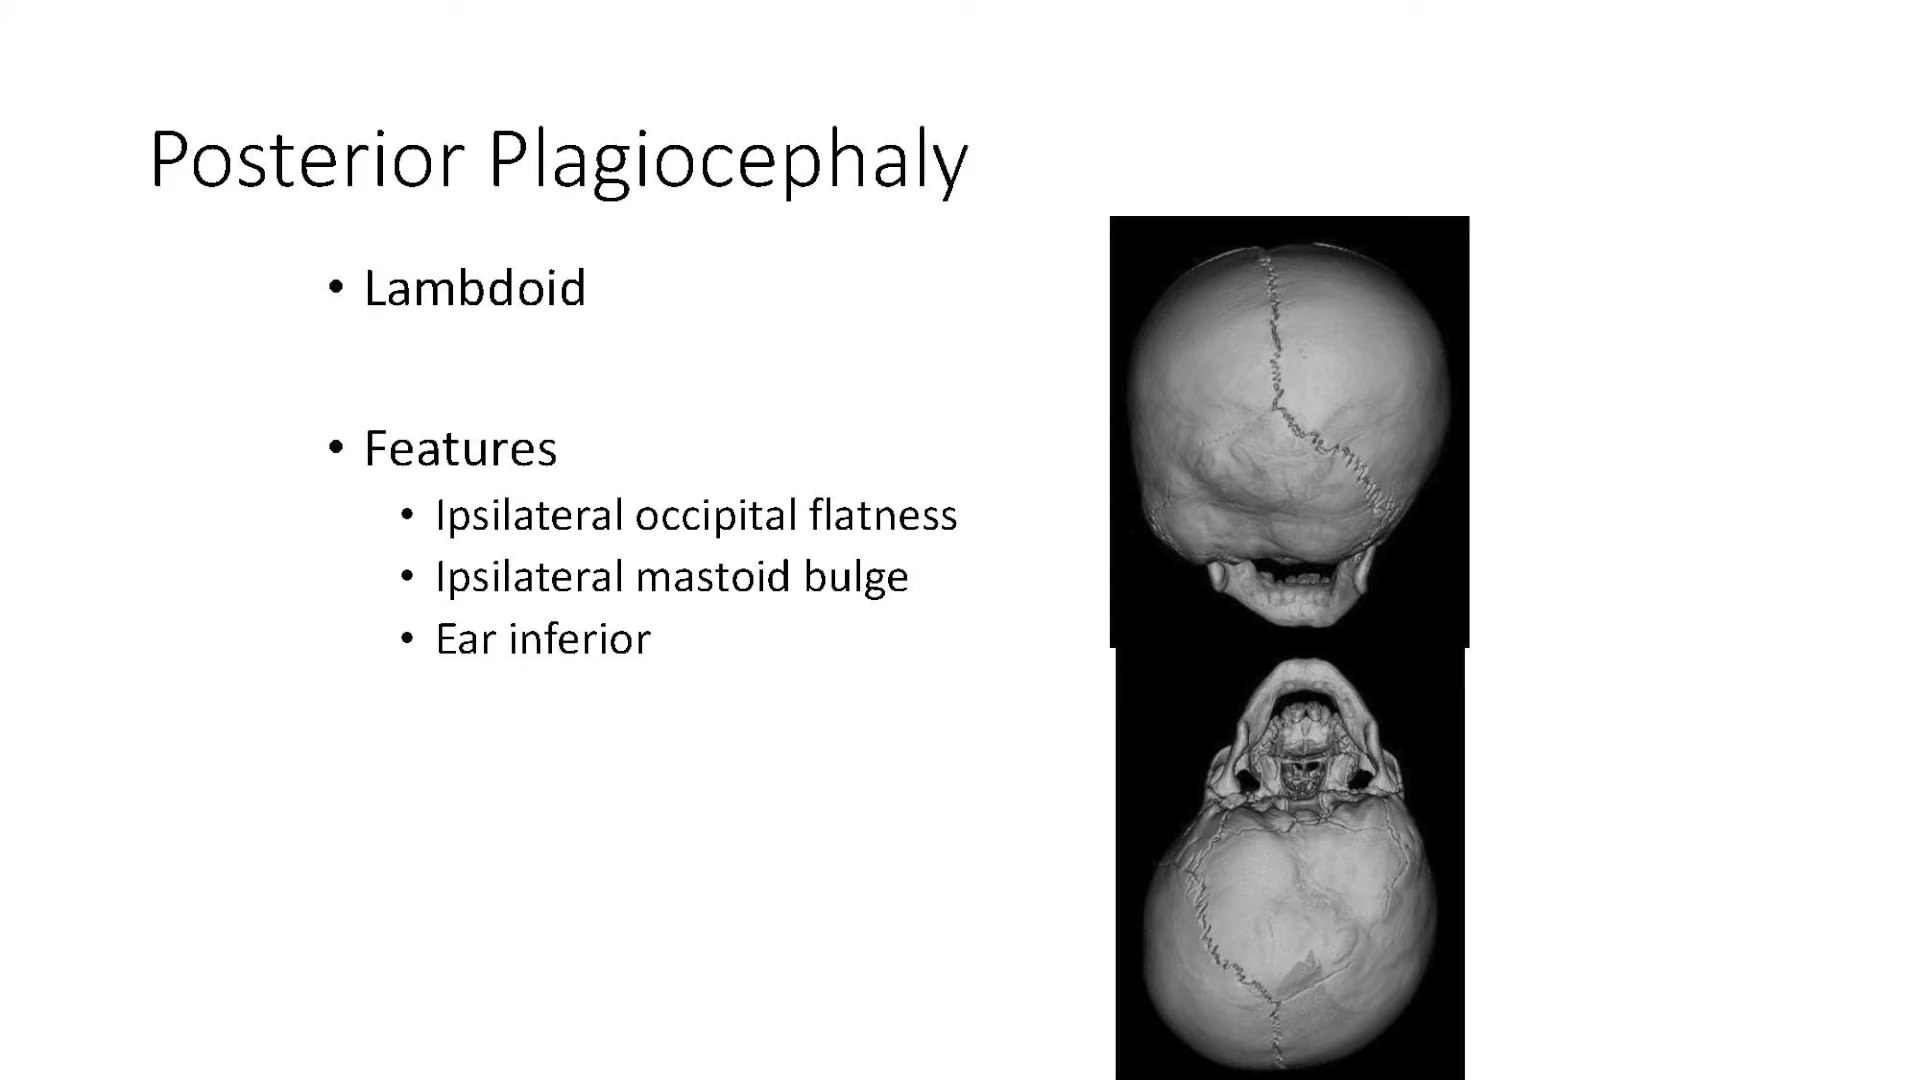 Posterior Plagiocephaly
• Lambdoid
• Features
• Ipsilateral occipital flatness
• Ipsilateral mastoid bulge
• Ear inferior